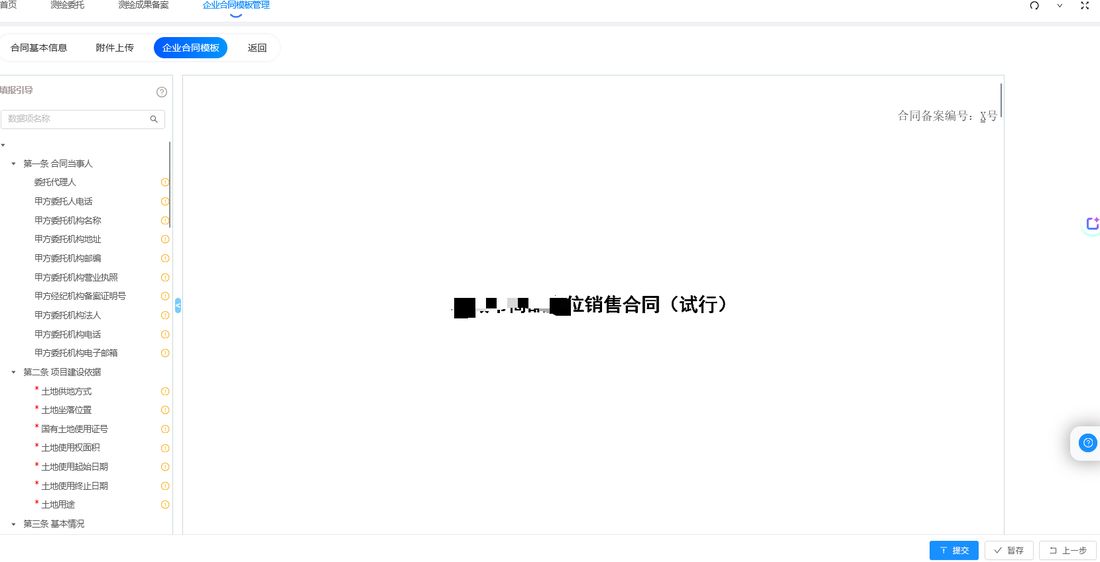 首页 测绘委托 测绘成果备案 企业合同模板管理
合同基本信息 附件上传 企业合同模板 返回
填报引导
数据项名称
合同备案编号：X号
第一条 合同当事人
委托代理人
甲方委托人电话
甲方委托机构名称
甲方委托机构地址
甲方委托机构邮编
甲方委托机构营业执照
甲方经纪机构备案证明号
位销售合同（试行）
甲方委托机构法人
甲方委托机构电话
甲方委托机构电子邮箱
第二条 项目建设依据
* 土地供地方式
* 土地坐落位置
* 国有土地使用证号
* 土地使用权面积
* 土地使用起始日期
* 土地使用终止日期
* 土地用途
第三条 基本情况
提交 暂存 上一步